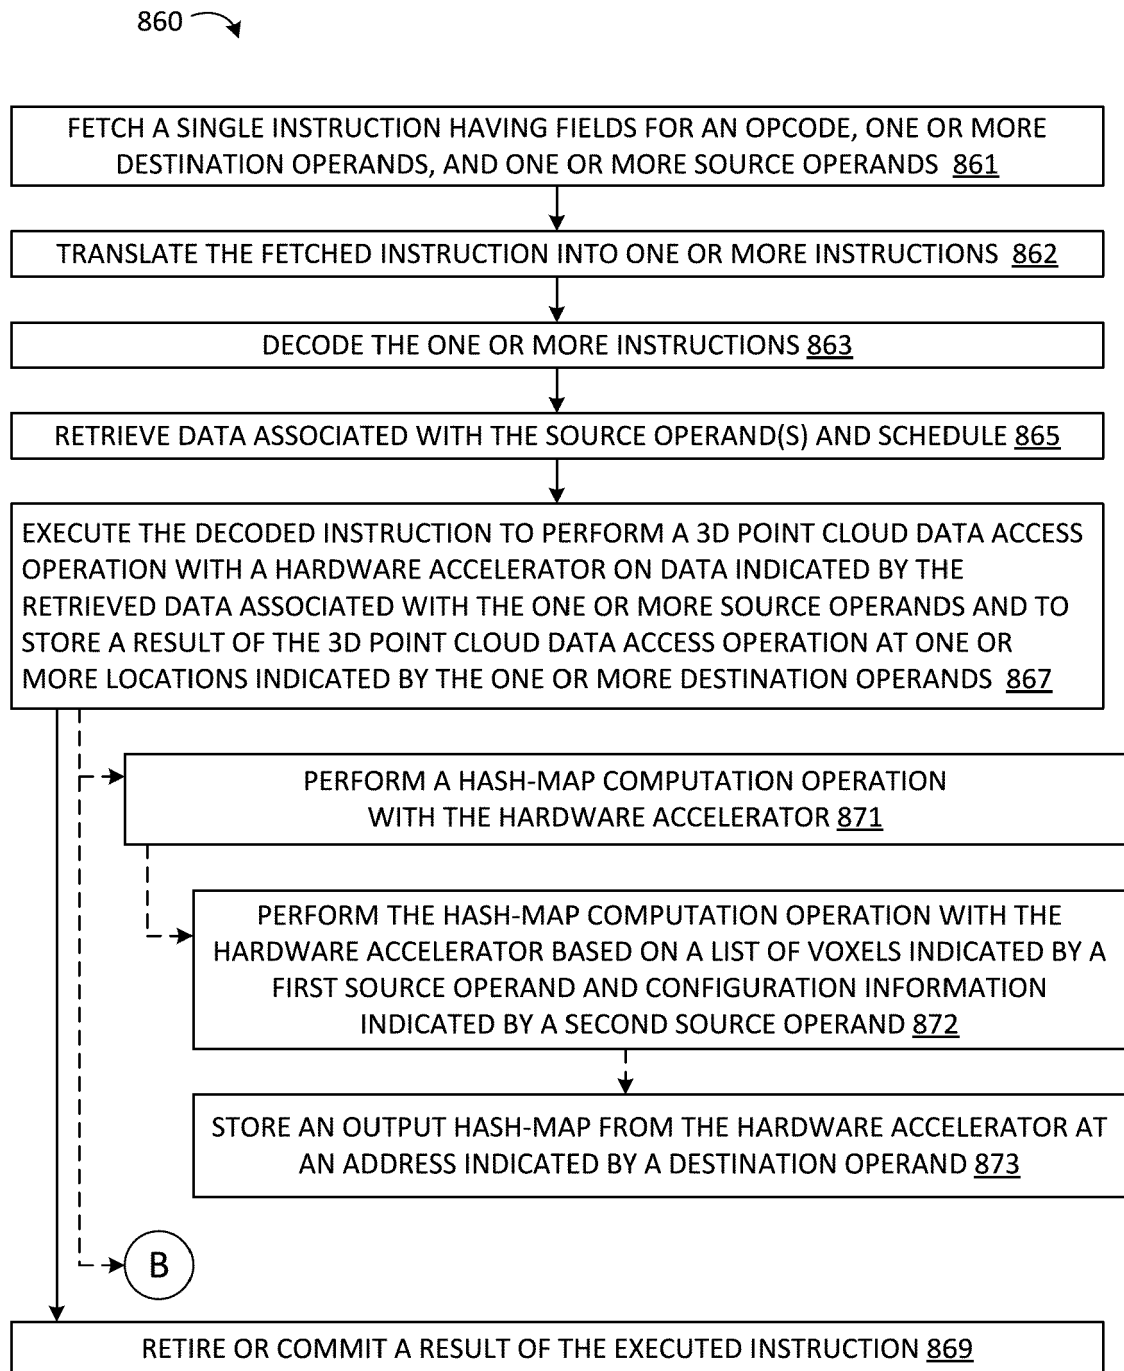 860
FETCH A SINGLE INSTRUCTION HAVING FIELDS FOR AN OPCODE, ONE OR MORE
DESTINATION OPERANDS, AND ONE OR MORE SOURCE OPERANDS 861
TRANSLATE THE FETCHED INSTRUCTION INTO ONE OR MORE INSTRUCTIONS 862
DECODE THE ONE OR MORE INSTRUCTIONS 863
RETRIEVE DATA ASSOCIATED WITH THE SOURCE OPERAND(S) AND SCHEDULE 865
EXECUTE THE DECODED INSTRUCTION TO PERFORM A 3D POINT CLOUD DATA ACCESS
OPERATION WITH A HARDWARE ACCELERATOR ON DATA INDICATED BY THE
RETRIEVED DATA ASSOCIATED WITH THE ONE OR MORE SOURCE OPERANDS AND TO
STORE A RESULT OF THE 3D POINT CLOUD DATA ACCESS OPERATION AT ONE OR
MORE LOCATIONS INDICATED BY THE ONE OR MORE DESTINATION OPERANDS 867
PERFORM A HASH-MAP COMPUTATION OPERATION
WITH THE HARDWARE ACCELERATOR 871
PERFORM THE HASH-MAP COMPUTATION OPERATION WITH THE
HARDWARE ACCELERATOR BASED ON A LIST OF VOXELS INDICATED BY A
FIRST SOURCE OPERAND AND CONFIGURATION INFORMATION
INDICATED BY A SECOND SOURCE OPERAND 872
STORE AN OUTPUT HASH-MAP FROM THE HARDWARE ACCELERATOR AT
AN ADDRESS INDICATED BY A DESTINATION OPERAND 873
B
RETIRE OR COMMIT A RESULT OF THE EXECUTED INSTRUCTION 869